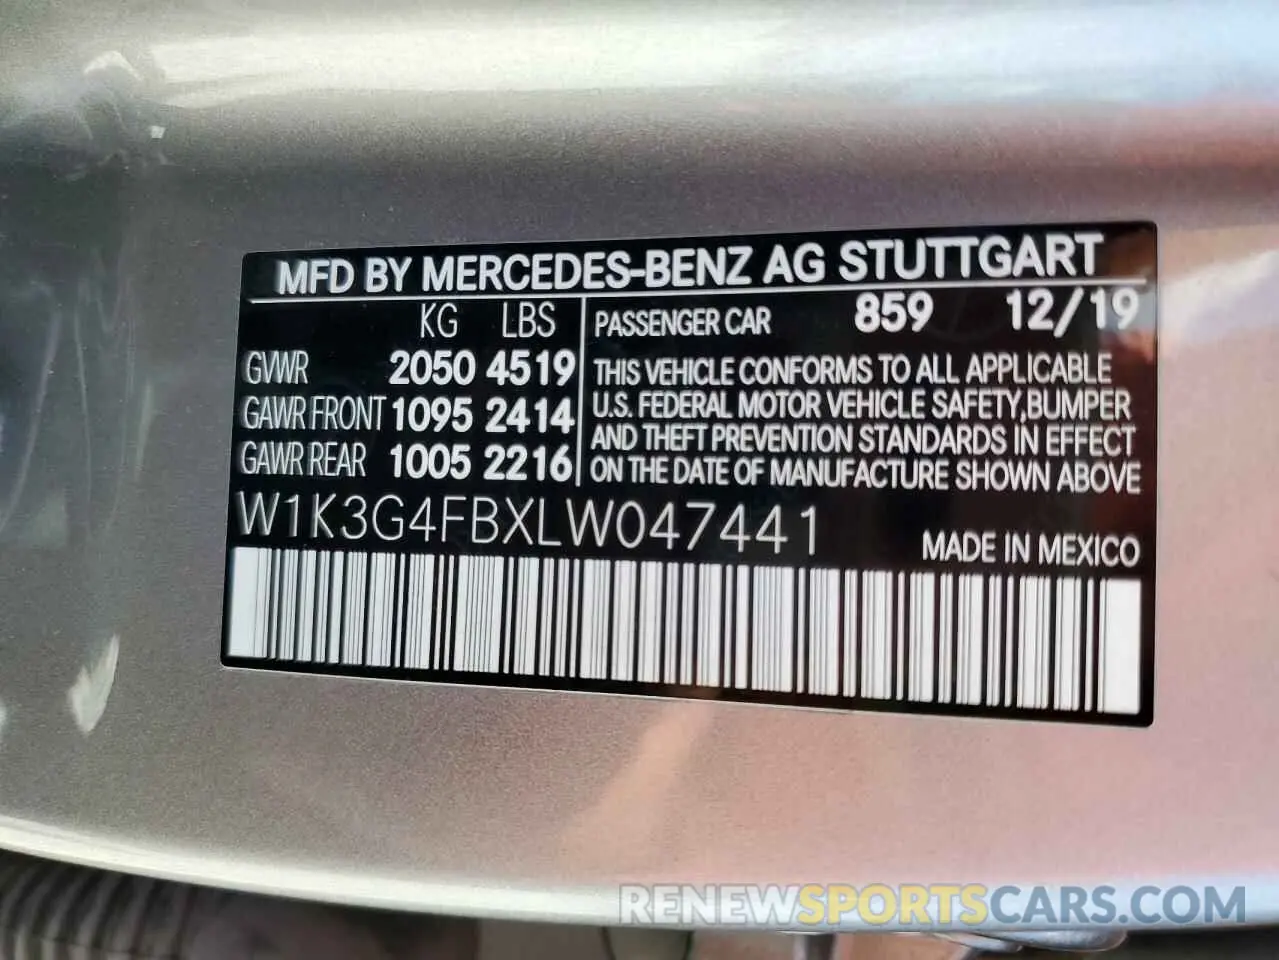 MFD BY MERCEDES-BENZ AG STUTTGART
KG LBS
GVWR 2050 4519
GAWR FRONT 1095 2414
GAWR REAR 1005 2216
PASSENGER CAR 859 12/19
THIS VEHICLE CONFORMS TO ALL APPLICABLE
U.S. FEDERAL MOTOR VEHICLE SAFETY,BUMPER
AND THEFT PREVENTION STANDARDS IN EFFECT
ON THE DATE OF MANUFACTURE SHOWN ABOVE
W1K3G4FBXLW047441
MADE IN MEXICO
RENEWSPORTSCARS.COM